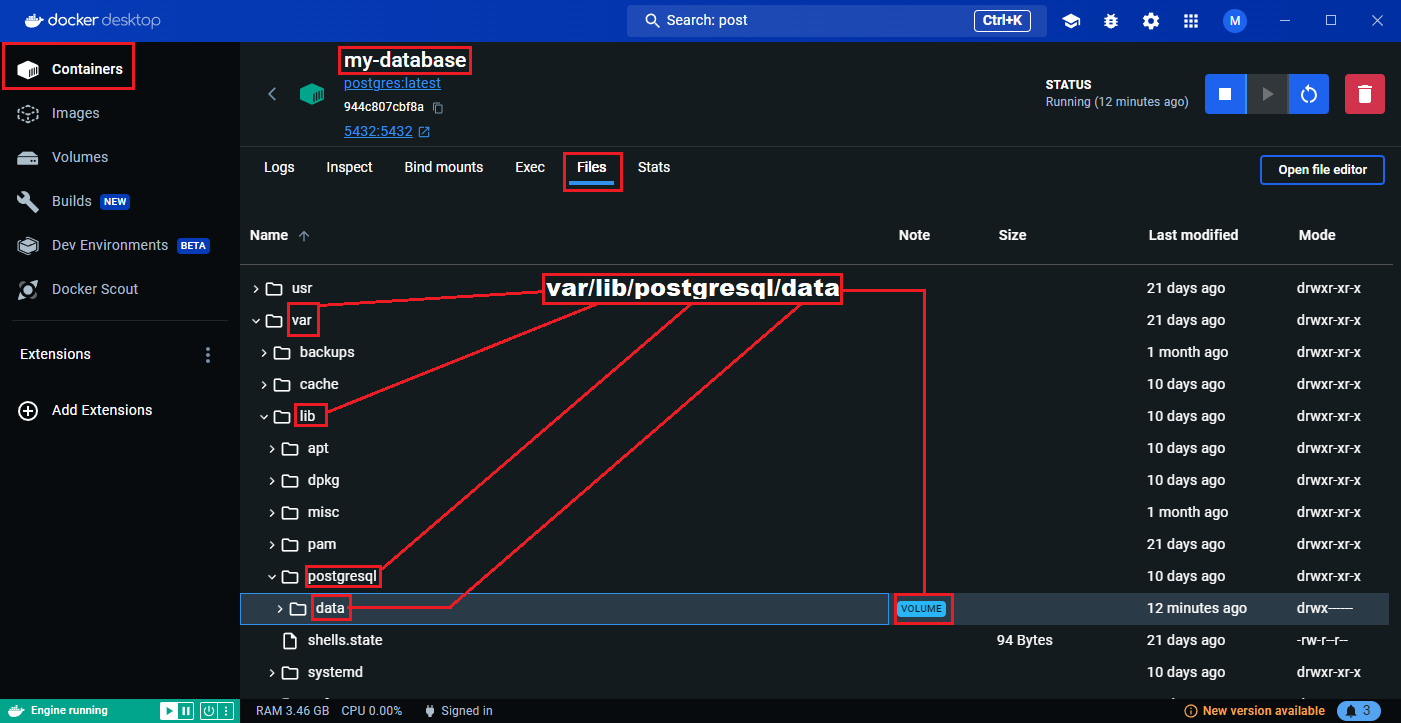 docker desktop
Search: post
Ctrl+K
M
Containers
Images
Volumes
Builds NEW
Dev Environments BETA
Docker Scout
Extensions
Add Extensions
my-database
postgres:latest
944c807cbf8a
5432:5432
STATUS
Running (12 minutes ago)
Logs Inspect Bind mounts Exec Files Stats
Open file editor
Name Note Size Last modified Mode
var/lib/postgresql/data
usr 21 days ago drwxr-xr-x
var 21 days ago drwxr-xr-x
backups 1 month ago drwxr-xr-x
cache 10 days ago drwxr-xr-x
lib 10 days ago drwxr-xr-x
apt 10 days ago drwxr-xr-x
dpkg 10 days ago drwxr-xr-x
misc 1 month ago drwxr-xr-x
pam 21 days ago drwxr-xr-x
postgresql 10 days ago drwxr-xr-x
data VOLUME 12 minutes ago drwx------
shells.state 94 Bytes 21 days ago -rw-r--r--
systemd 10 days ago drwxr-xr-x
Engine running
RAM 3.46 GB CPU 0.00% Signed in
New version available
3